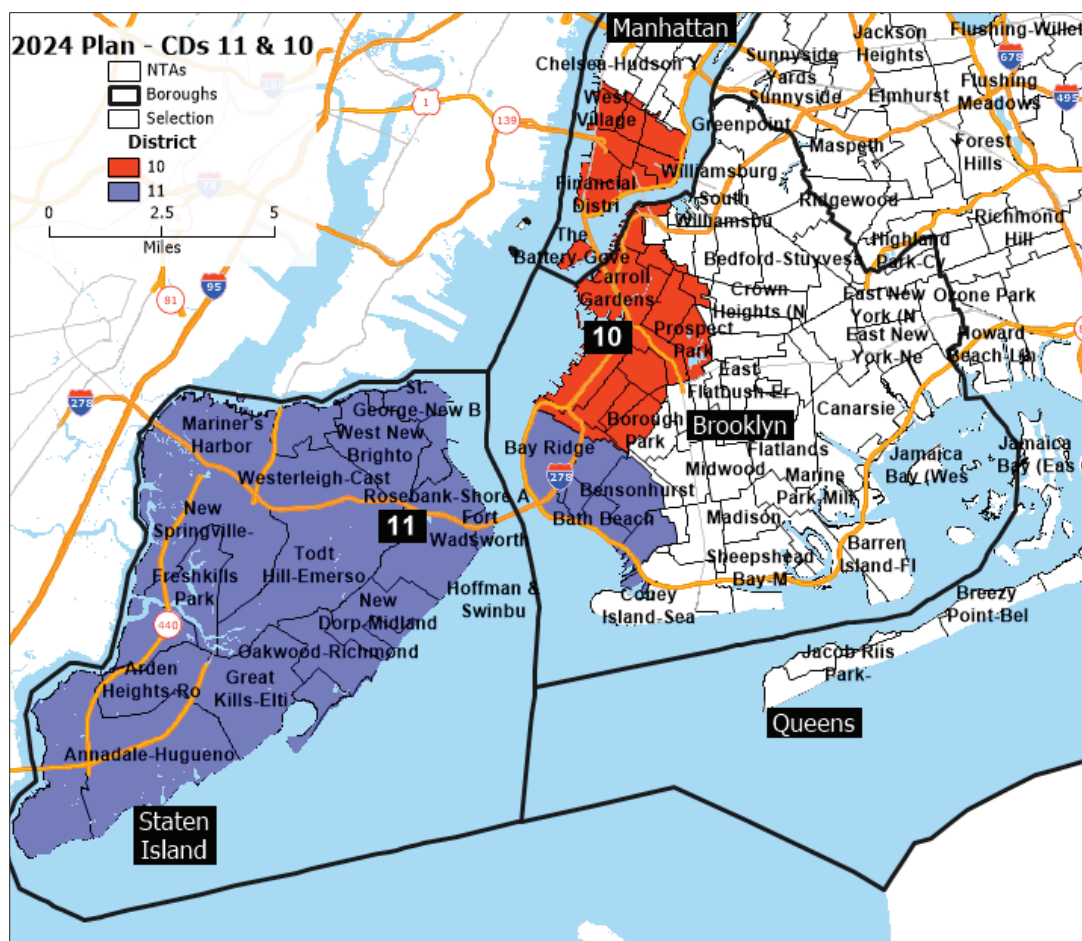 2024 Plan - CDs 11 & 10
NTAs
Boroughs
Selection
District
10
11
0
2.5
5
Miles
Manhattan
Chelsea-Hudson Y
West
Village
Financial
Distri
The
Battery-Gove
Carroll
Gardens-
10
Prospect
Park
Borough
Park
Brooklyn
Greenpoint
Williamsburg
South
Williamsbu
Bedford-Stuyvesa
Crown
Heights (N
East
Flatbush-Er
Flatlands
Canarsie
Midwood
Marine
Park-Mill
Madison
Sheepshead
Bay-M
Barren
Island-Fl
Coney
Island-Sea
Bay Ridge
Bensonhurst
Bath Beach
278
Sunnyside
Yards
Sunnyside
Jackson
Heights
Elmhurst
Flushing-Willet
678
Flushing
Meadows
495
Maspeth
Forest
Hills
Ridgewood
Richmond
Hill
Highland
Park-C
East New
York (N
Ozone Park
East New
York-Ne
Howard
Beach-Lin
Jamaica
Bay (Wes
Jamaica
Bay (Eas
Breezy
Point-Bel
Jacob Riis
Park-
Queens
1
139
280
78
95
81
278
St.
George-New B
Mariner's
Harbor
West New
Brighto
Westerleigh-Cast
Rosebank-Shore A
11
Fort
Wadsworth
New
Springville-
Todt
Hill-Emerso
Freshkills
Park
Hoffman &
Swinbu
New
Dorp-Midland
440
Oakwood-Richmond
Arden
Heights-Ro
Great
Kills-Elti
Annadale-Hugueno
Staten
Island